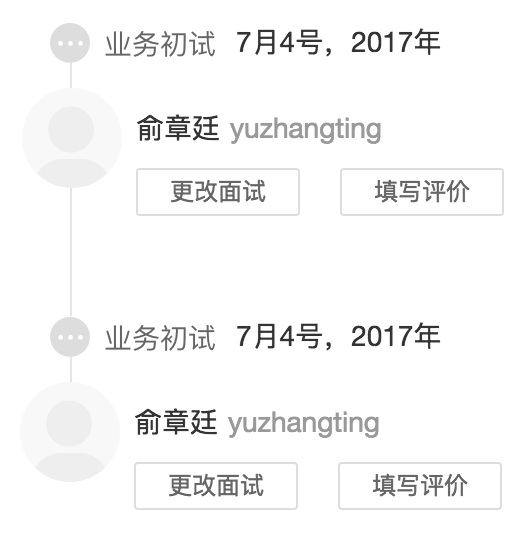 业务初试 7月4号，2017年
俞章廷 yuzhangting
更改面试 填写评价
业务初试 7月4号，2017年
俞章廷 yuzhangting
更改面试 填写评价